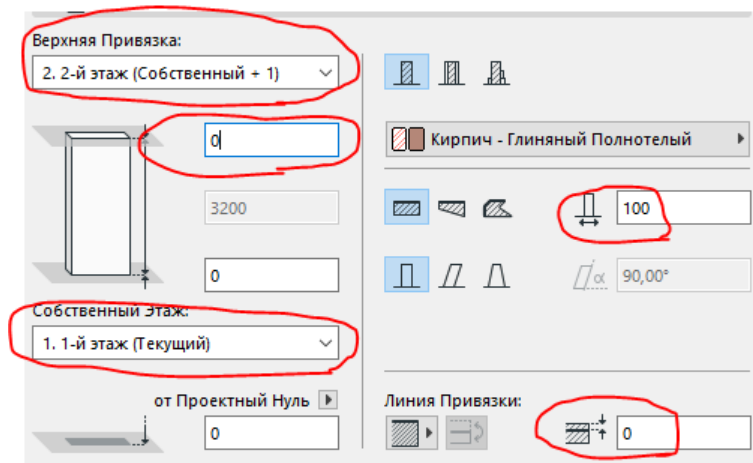 Верхняя Привязка:
2. 2-й этаж (Собственный + 1)
0
3200
0
Собственный Этаж:
1. 1-й этаж (Текущий)
от Проектный Нуль
0
Кирпич - Глиняный Полнотелый
100
α 90,00°
Линия Привязки:
0